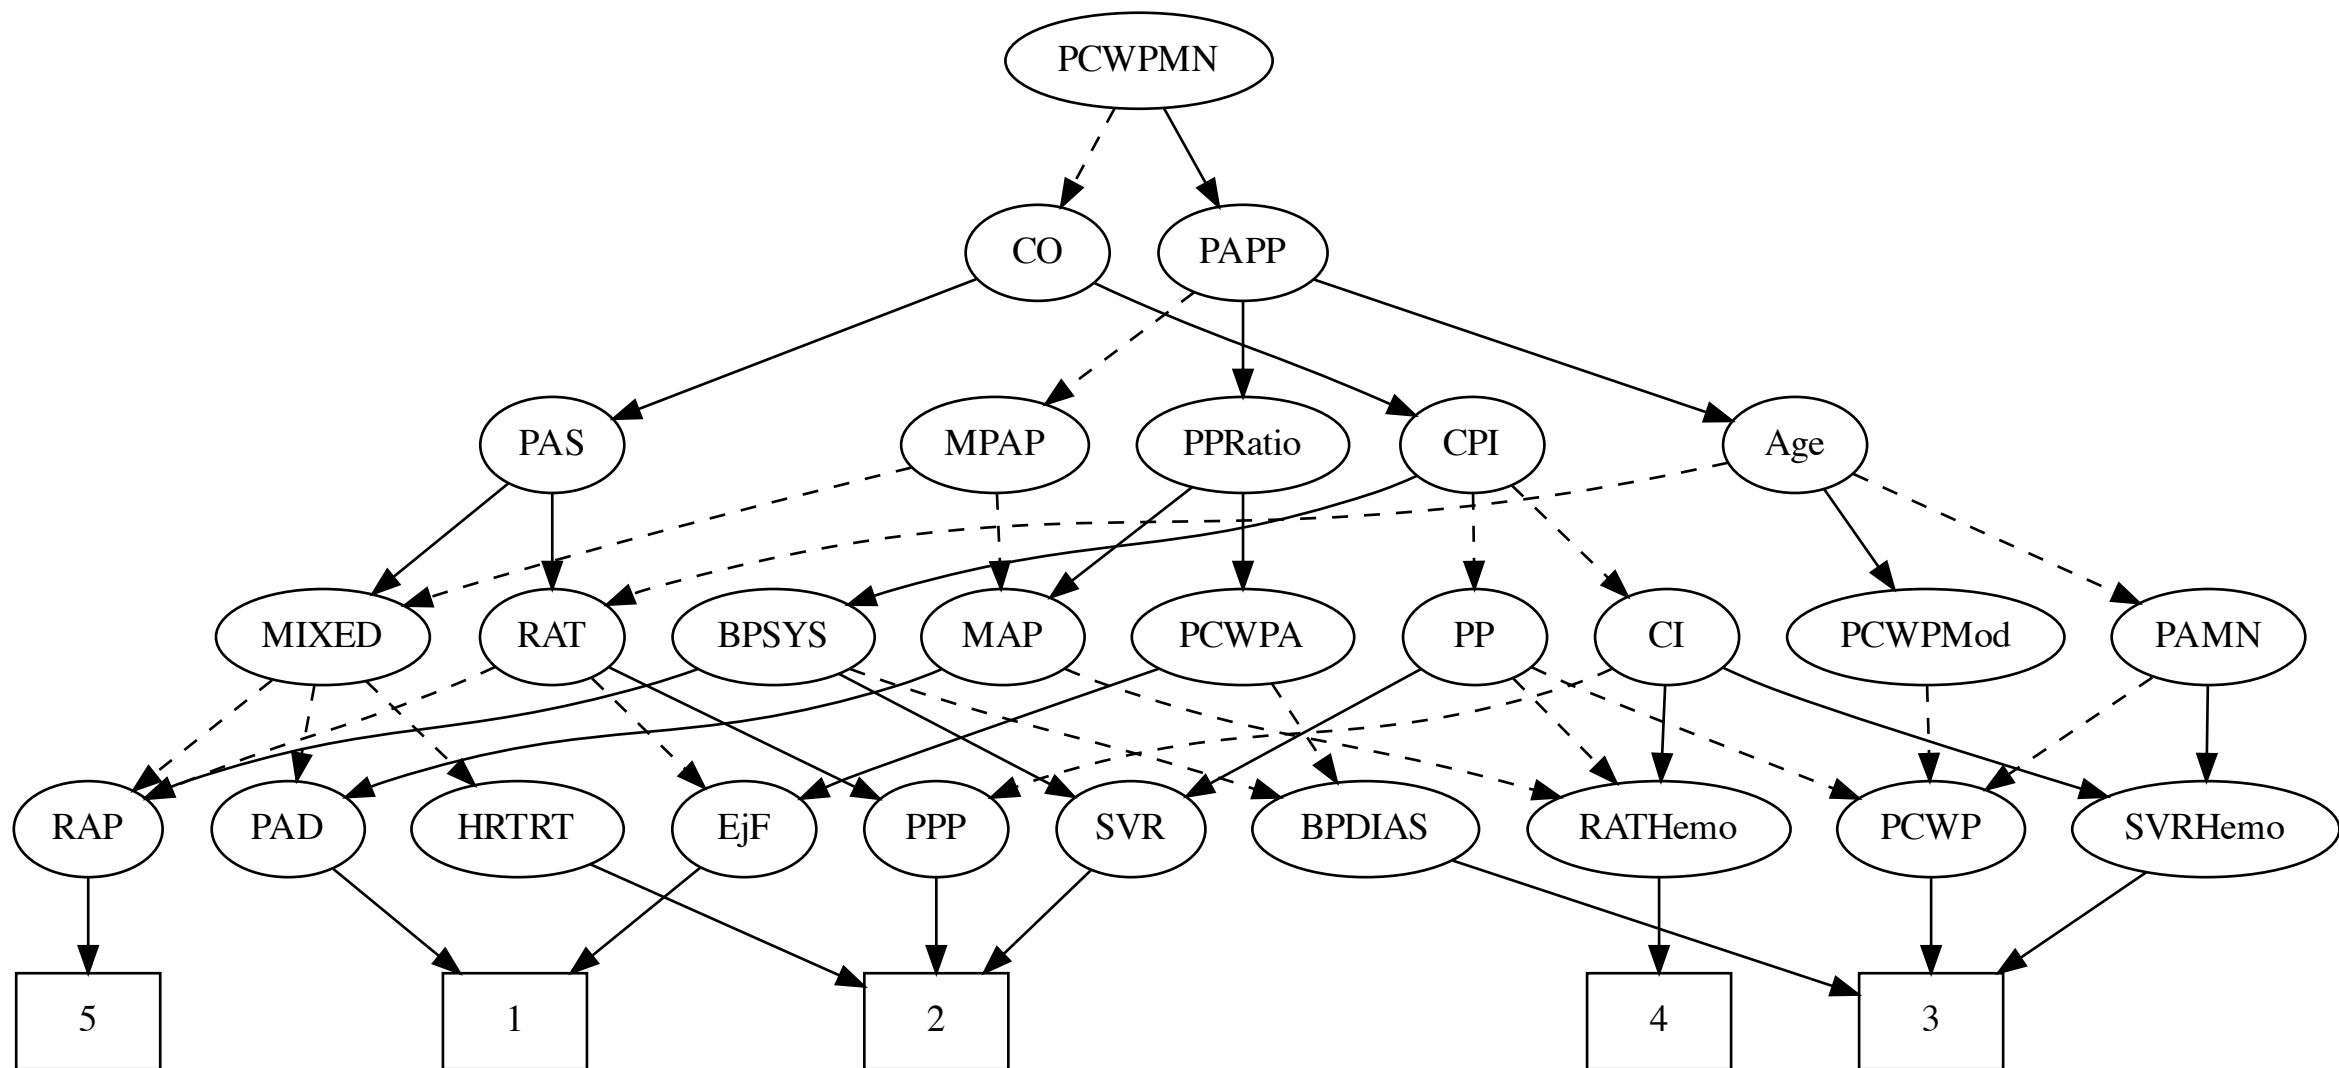 PCWPMN
CO
PAPP
PAS
MPAP
PPRatio
CPI
Age
MIXED
RAT
BPSYS
MAP
PCWPA
PP
CI
PCWPMod
PAMN
RAP
PAD
HRTRT
EjF
PPP
SVR
BPDIAS
RATHemo
PCWP
SVRHemo
5
1
2
4
3